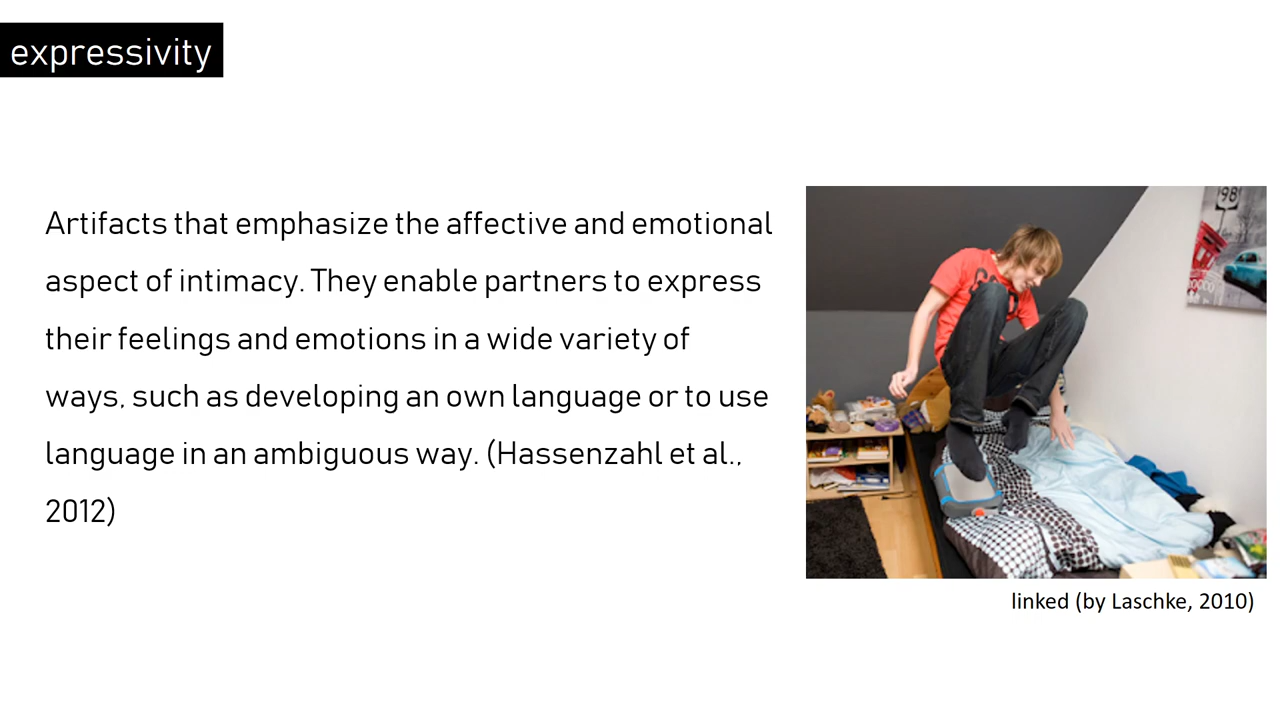 expressivity
Artifacts that emphasize the affective and emotional
aspect of intimacy. They enable partners to express
their feelings and emotions in a wide variety of
ways, such as developing an own language or to use
language in an ambiguous way. (Hassenzahl et al.,
2012)
98
linked (by Laschke, 2010)